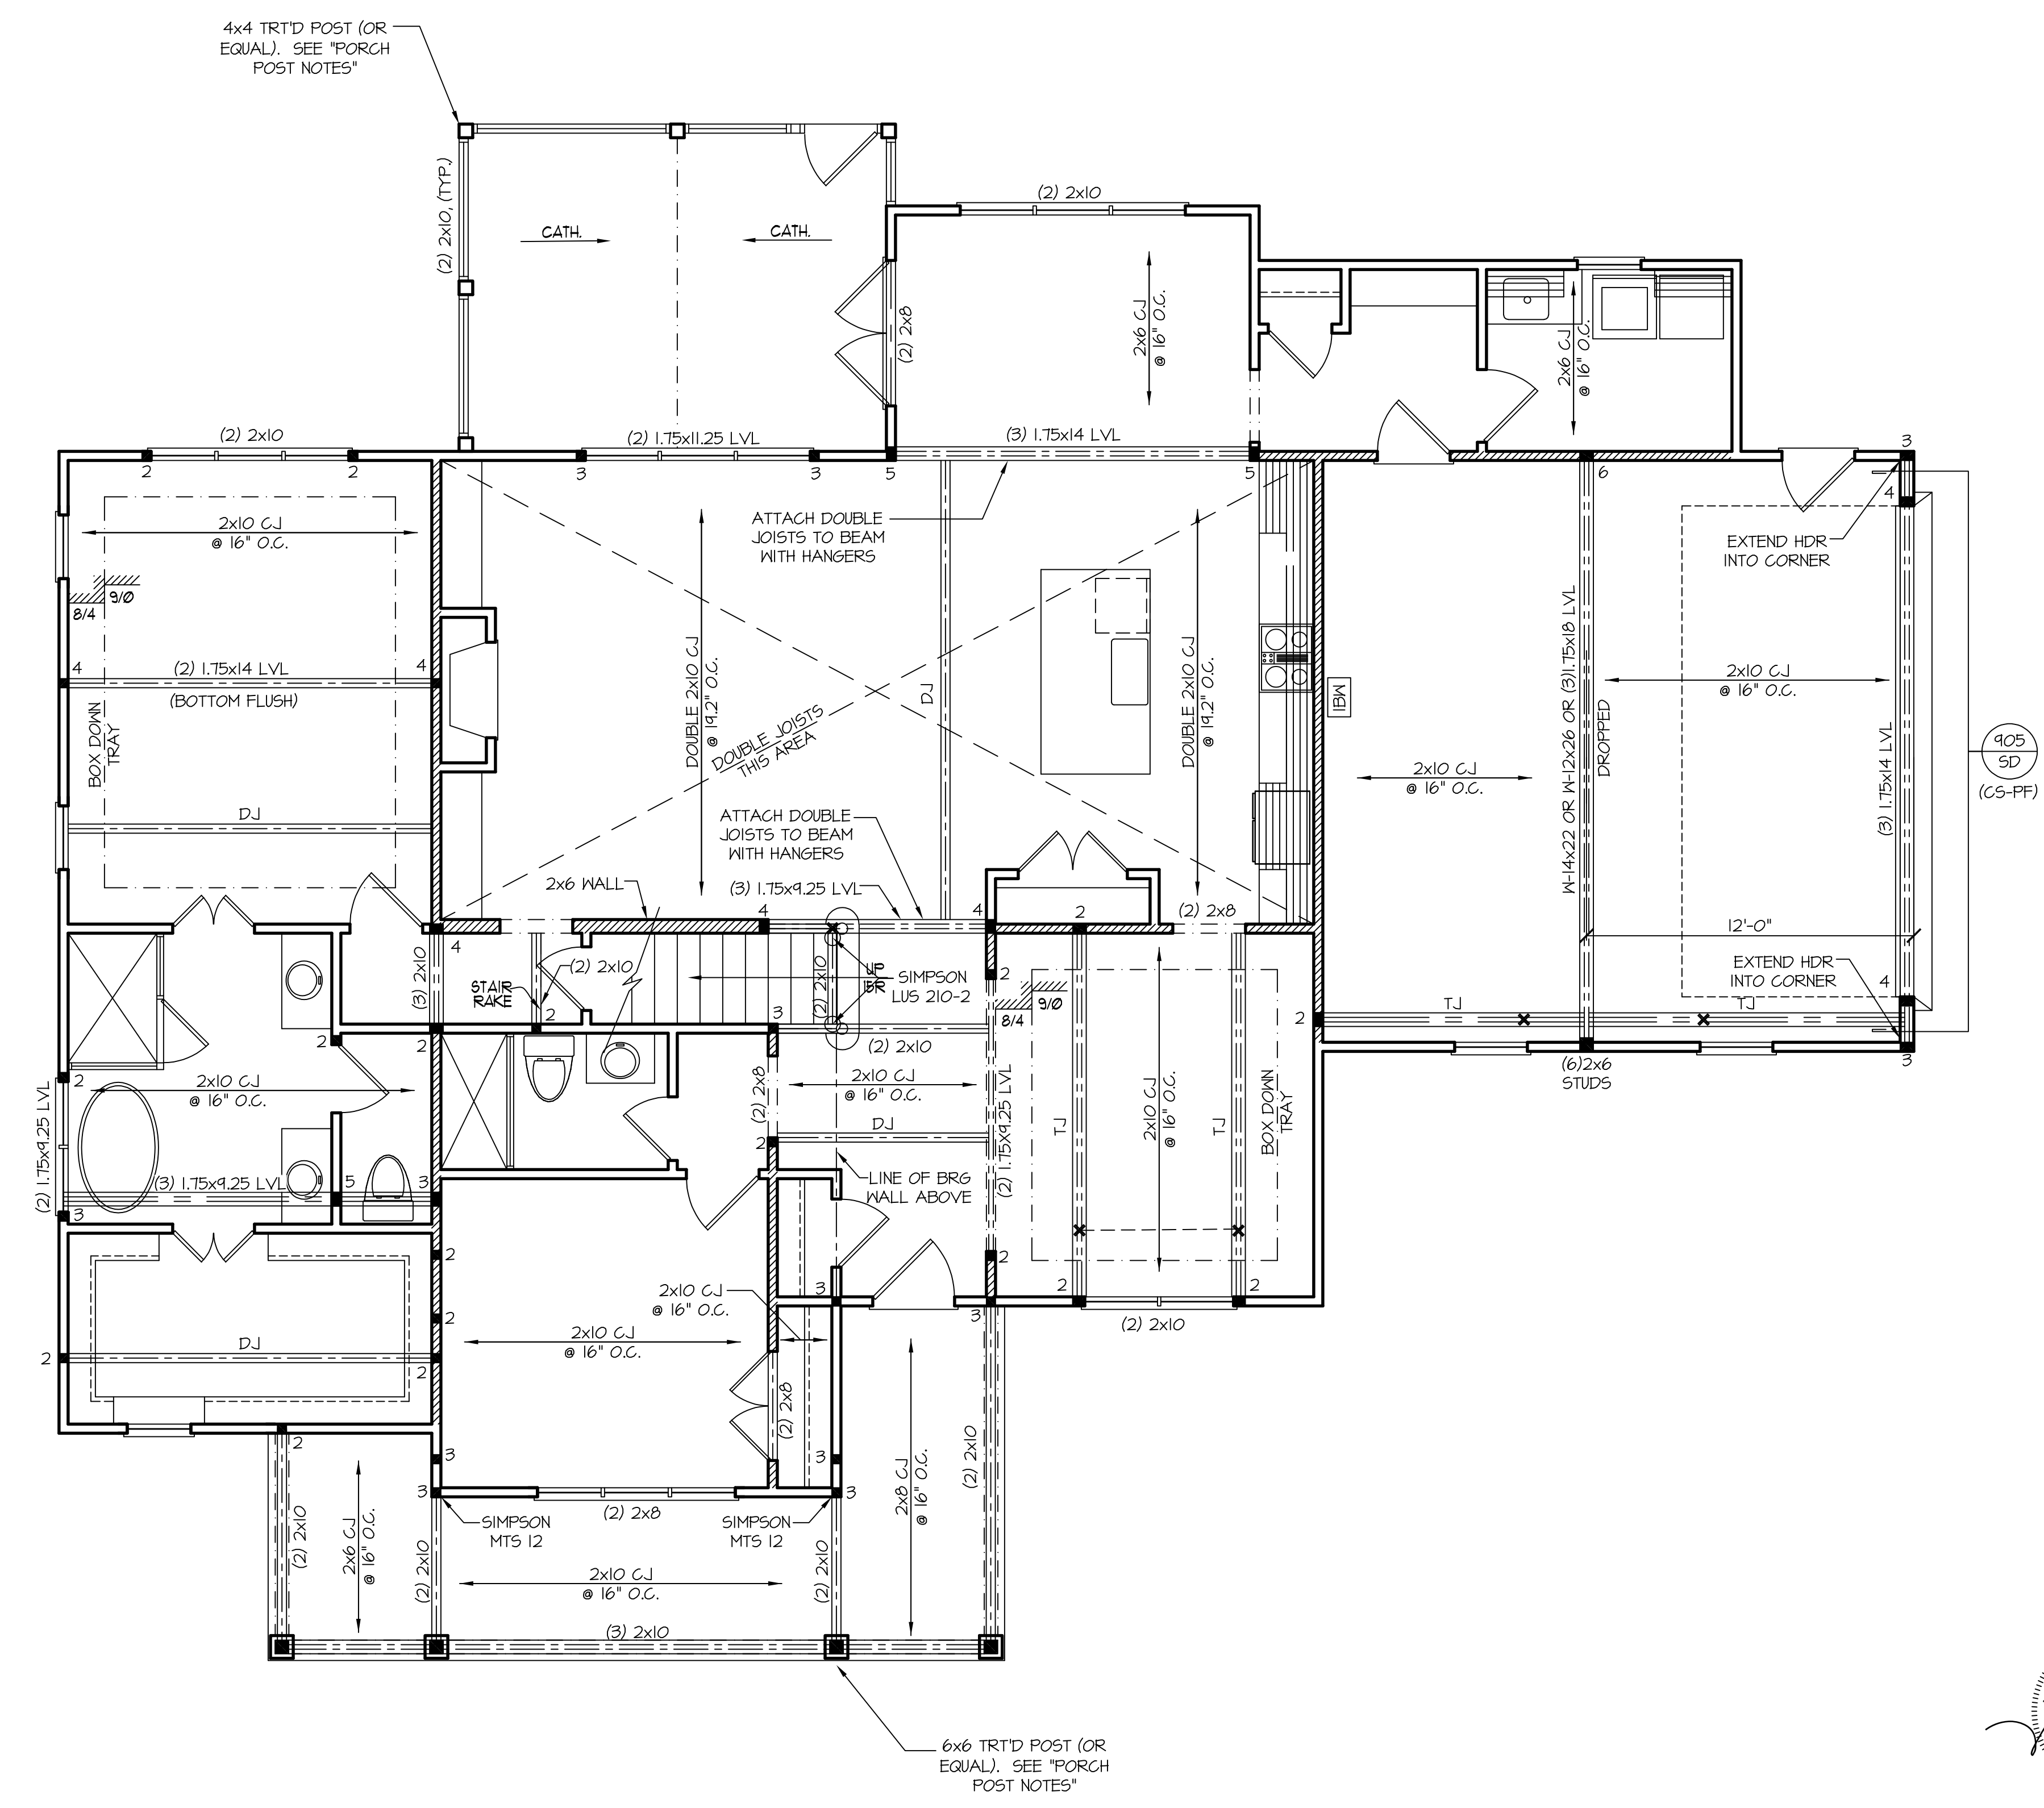 4x4 TRT'D POST (OR
EQUAL). SEE "PORCH
POST NOTES"
(2) 2x10, (TYP.)
CATH.
CATH.
(2) 2x10
(2) 2x8
2x6 CJ
@ 16" O.C.
2x6 CJ
@ 16" O.C.
(2) 2x10
(2) 1.75x11.25 LVL
(3) 1.75x14 LVL
2
2
3
3
5
5
6
3
4
2x10 CJ
@ 16" O.C.
9/0
8/4
ATTACH DOUBLE
JOISTS TO BEAM
WITH HANGERS
EXTEND HDR
INTO CORNER
4
(2) 1.75x14 LVL
4
(BOTTOM FLUSH)
BOX DOWN
TRAY
DOUBLE 2x10 CJ
@ 19.2" O.C.
DOUBLE JOISTS
THIS AREA
DJ
DOUBLE 2x10 CJ
@ 19.2" O.C.
IBM
2x10 CJ
@ 16" O.C.
W-14x22 OR W-12x26 OR (3)1.75x18 LVL
DROPPED
2x10 CJ
@ 16" O.C.
(3) 1.75x14 LVL
905
SD
(CS-PF)
DJ
ATTACH DOUBLE
JOISTS TO BEAM
WITH HANGERS
2x6 WALL
(3) 1.75x9.25 LVL
4
4
2
(2) 2x8
12'-0"
4
(3) 2x10
STAIR
RAKE
(2) 2x10
2
(2) 2x10
UP
15R
SIMPSON
LUS 210-2
2
9/0
8/4
EXTEND HDR
INTO CORNER
4
TJ
TJ
2
3
3
(6)2x6
STUDS
2
2
2
(2) 1.75x9.25 LVL
2x10 CJ
@ 16" O.C.
(3) 1.75x9.25 LVL
5
3
3
(2) 2x10
(2) 2x8
2x10 CJ
@ 16" O.C.
DJ
2
LINE OF BRG
WALL ABOVE
(2) 1.75x9.25 LVL
TJ
2x10 CJ
@ 16" O.C.
TJ
BOX DOWN
TRAY
3
2
2
2
2
2
3
3
(2) 2x10
DJ
2
2
2x10 CJ
@ 16" O.C.
2x10 CJ
@ 16" O.C.
(2) 2x8
2
3
3
3
3
(2) 2x8
SIMPSON
MTS 12
SIMPSON
MTS 12
(2) 2x10
2x6 CJ
@ 16" O.C.
(2) 2x10
2x10 CJ
@ 16" O.C.
(2) 2x10
2x8 CJ
@ 16" O.C.
(2) 2x10
(3) 2x10
6x6 TRT'D POST (OR
EQUAL). SEE "PORCH
POST NOTES"